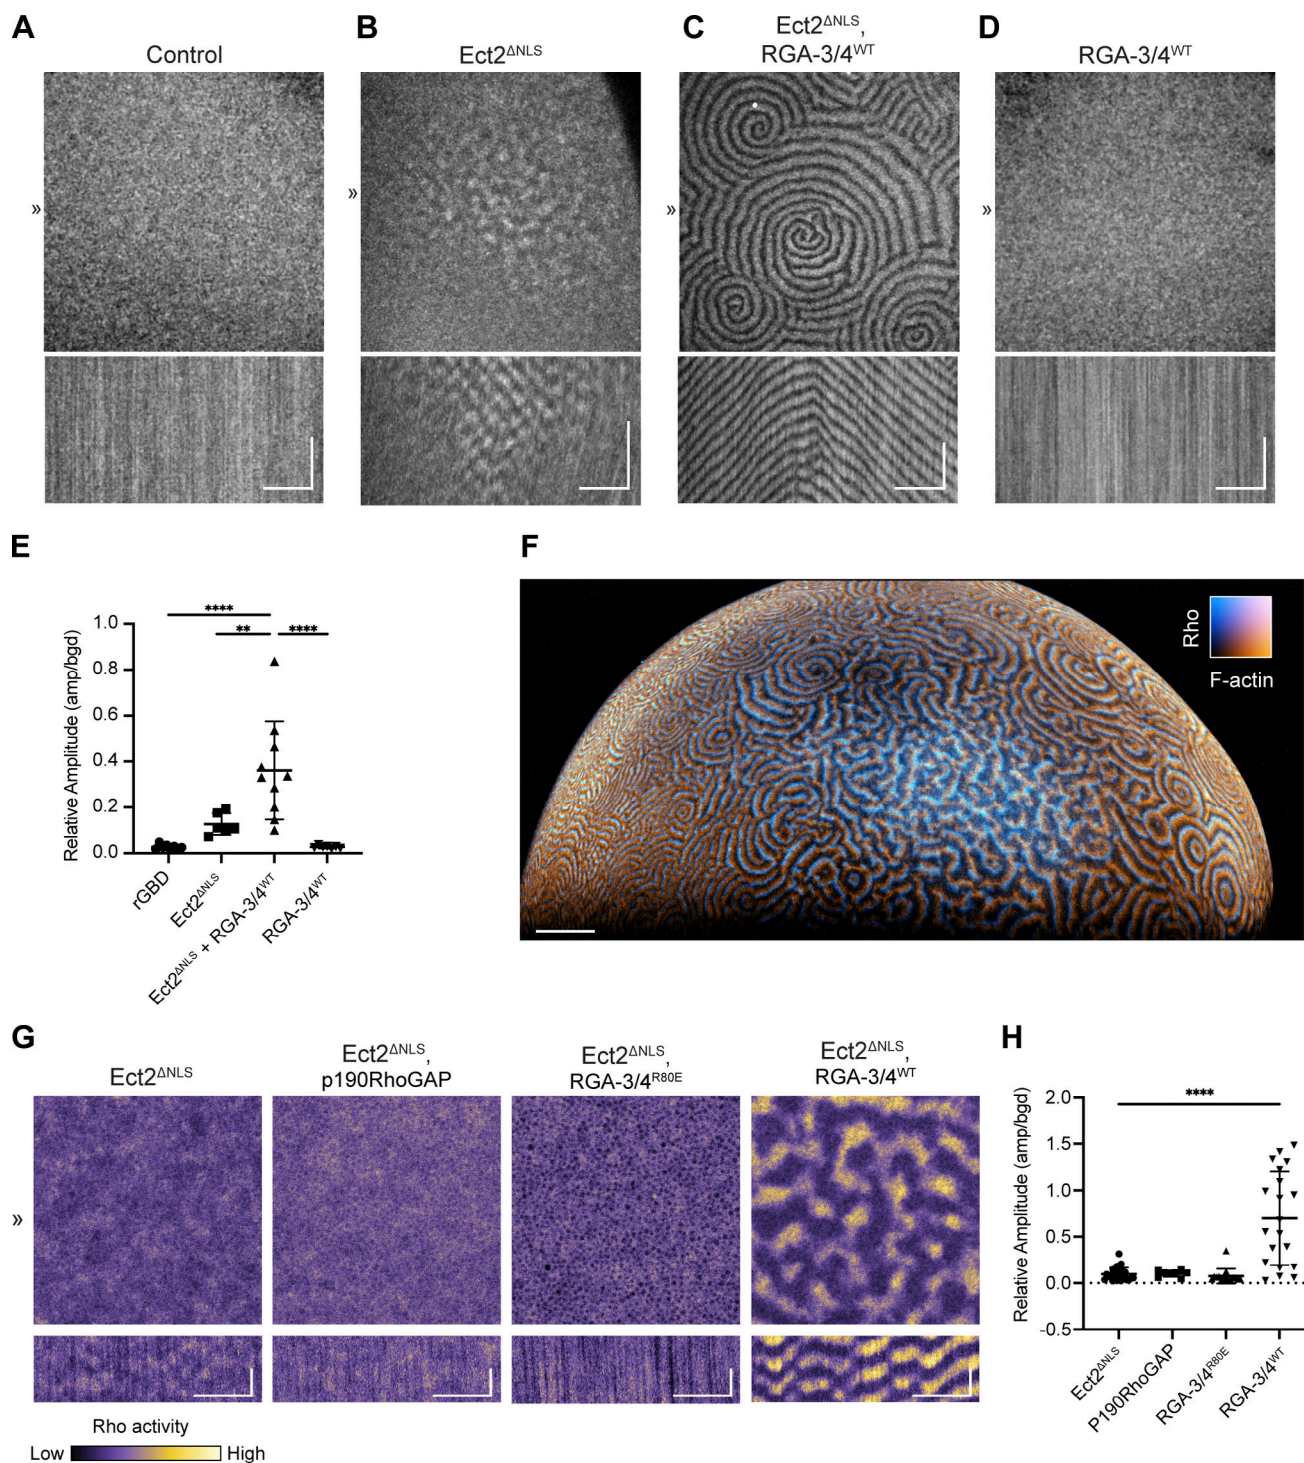 A
Control
»
B
Ect2ΔNLS
»
C
Ect2ΔNLS,
RGA-3/4WT
»
D
RGA-3/4WT
»
E
Relative Amplitude (amp/bgd)
1.0
0.8
0.6
0.4
0.2
0.0
****
** ****
rGBD
Ect2ΔNLS
Ect2ΔNLS + RGA-3/4WT
RGA-3/4WT
F
Rho
F-actin
G
Ect2ΔNLS
Ect2ΔNLS,
p190RhoGAP
Ect2ΔNLS,
RGA-3/4R80E
Ect2ΔNLS,
RGA-3/4WT
»
Rho activity
Low High
H
Relative Amplitude (amp/bgd)
2.0
1.5
1.0
0.5
0.0
-0.5
****
Ect2ΔNLS
P190RhoGAP
RGA-3/4R80E
RGA-3/4WT